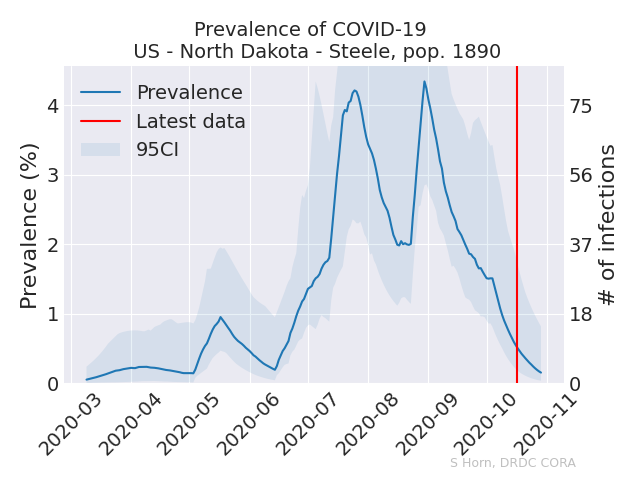 Prevalence of COVID-19
US - North Dakota - Steele, pop. 1890
Prevalence
Latest data
95CI
Prevalence (%)
4
3
2
1
0
75
56
37
18
0
# of infections
2020-03
2020-04
2020-05
2020-06
2020-07
2020-08
2020-09
2020-10
2020-11
S Horn, DRDC CORA